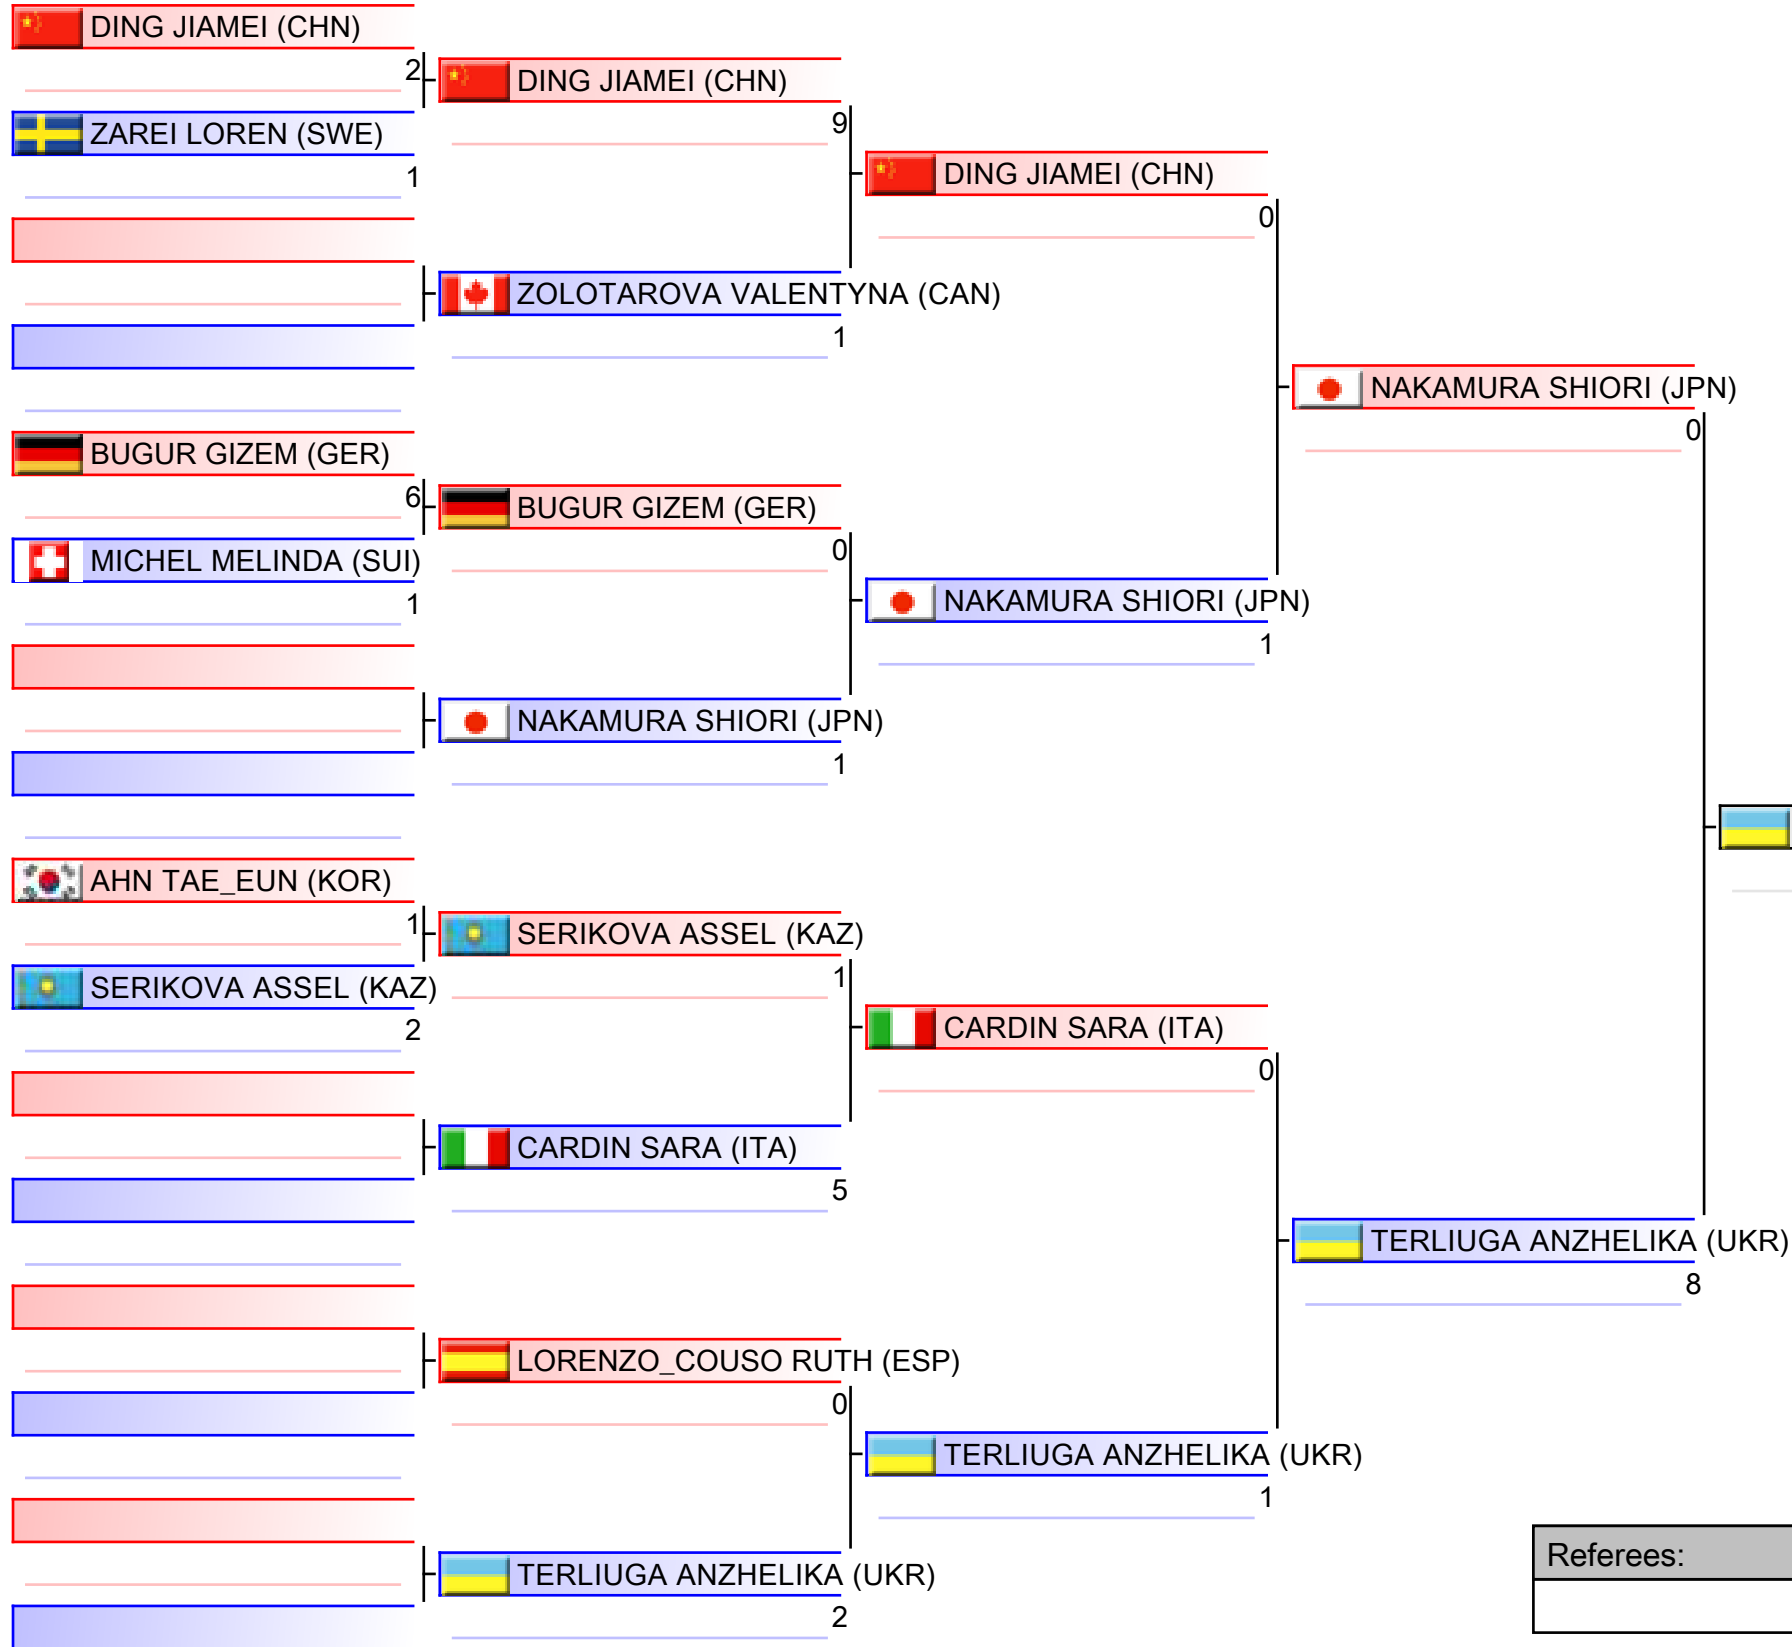 DING JIAMEI (CHN)
2
ZAREI LOREN (SWE)
1
BUGUR GIZEM (GER)
6
MICHEL MELINDA (SUI)
1
AHN TAE_EUN (KOR)
1
SERIKOVA ASSEL (KAZ)
2
DING JIAMEI (CHN)
9
ZOLOTAROVA VALENTYNA (CAN)
1
BUGUR GIZEM (GER)
0
NAKAMURA SHIORI (JPN)
1
SERIKOVA ASSEL (KAZ)
1
CARDIN SARA (ITA)
5
LORENZO_COUSO RUTH (ESP)
0
TERLIUGA ANZHELIKA (UKR)
2
DING JIAMEI (CHN)
0
NAKAMURA SHIORI (JPN)
1
CARDIN SARA (ITA)
0
TERLIUGA ANZHELIKA (UKR)
1
NAKAMURA SHIORI (JPN)
0
TERLIUGA ANZHELIKA (UKR)
8
Referees: